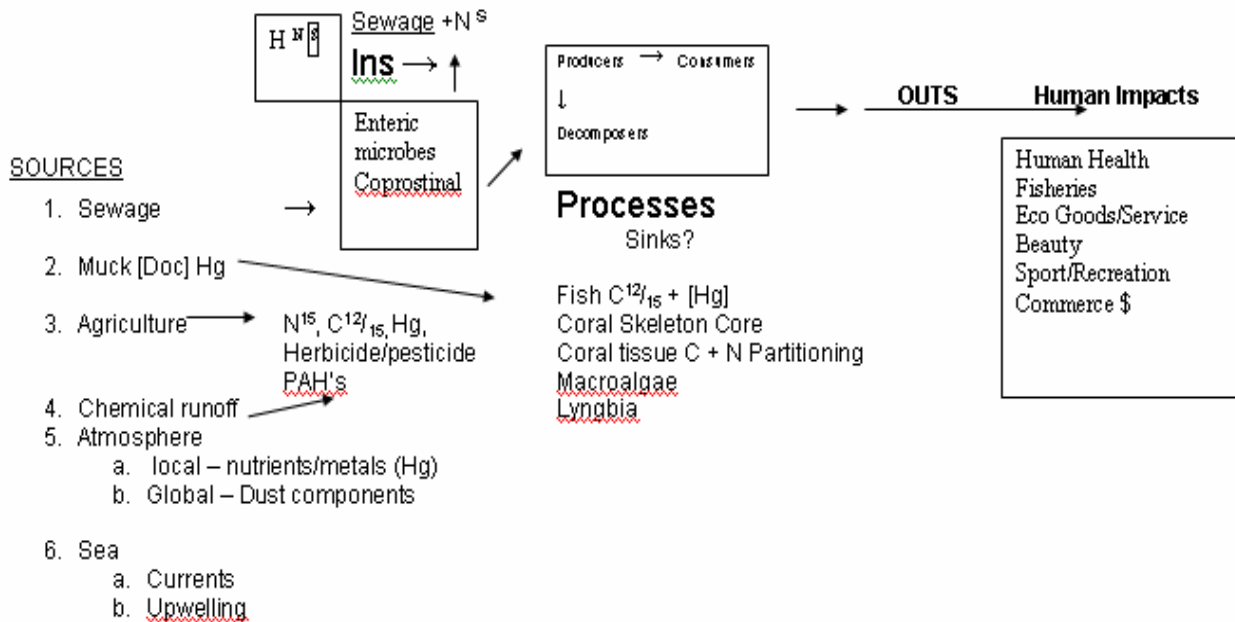 H N S
Sewage +N S
Ins → ↑
Producers → Consumers
↓
Decomposers
OUTS Human Impacts
Enteric
microbes
Coprostinal
Human Health
Fisheries
Eco Goods/Service
Beauty
Sport/Recreation
Commerce $
SOURCES
1. Sewage →
2. Muck [Doc] Hg
3. Agriculture
N¹⁵, C¹²/₁₅, Hg,
Herbicide/pesticide
PAH's
4. Chemical runoff
5. Atmosphere
a. local – nutrients/metals (Hg)
b. Global – Dust components
6. Sea
a. Currents
b. Upwelling
Processes
Sinks?
Fish C¹²/₁₅ + [Hg]
Coral Skeleton Core
Coral tissue C + N Partitioning
Macroalgae
Lyngbia